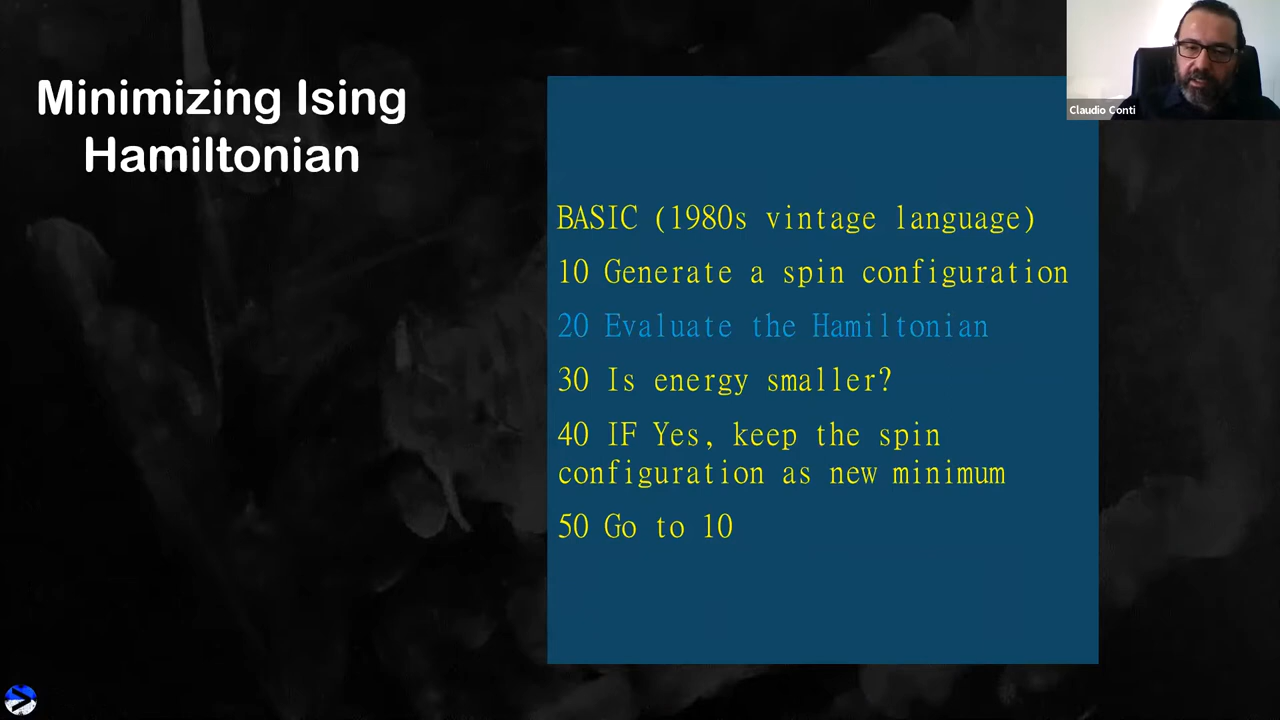 Minimizing Ising
Hamiltonian
Claudio Conti
BASIC (1980s vintage language)
10 Generate a spin configuration
20 Evaluate the Hamiltonian
30 Is energy smaller?
40 IF Yes, keep the spin
configuration as new minimum
50 Go to 10